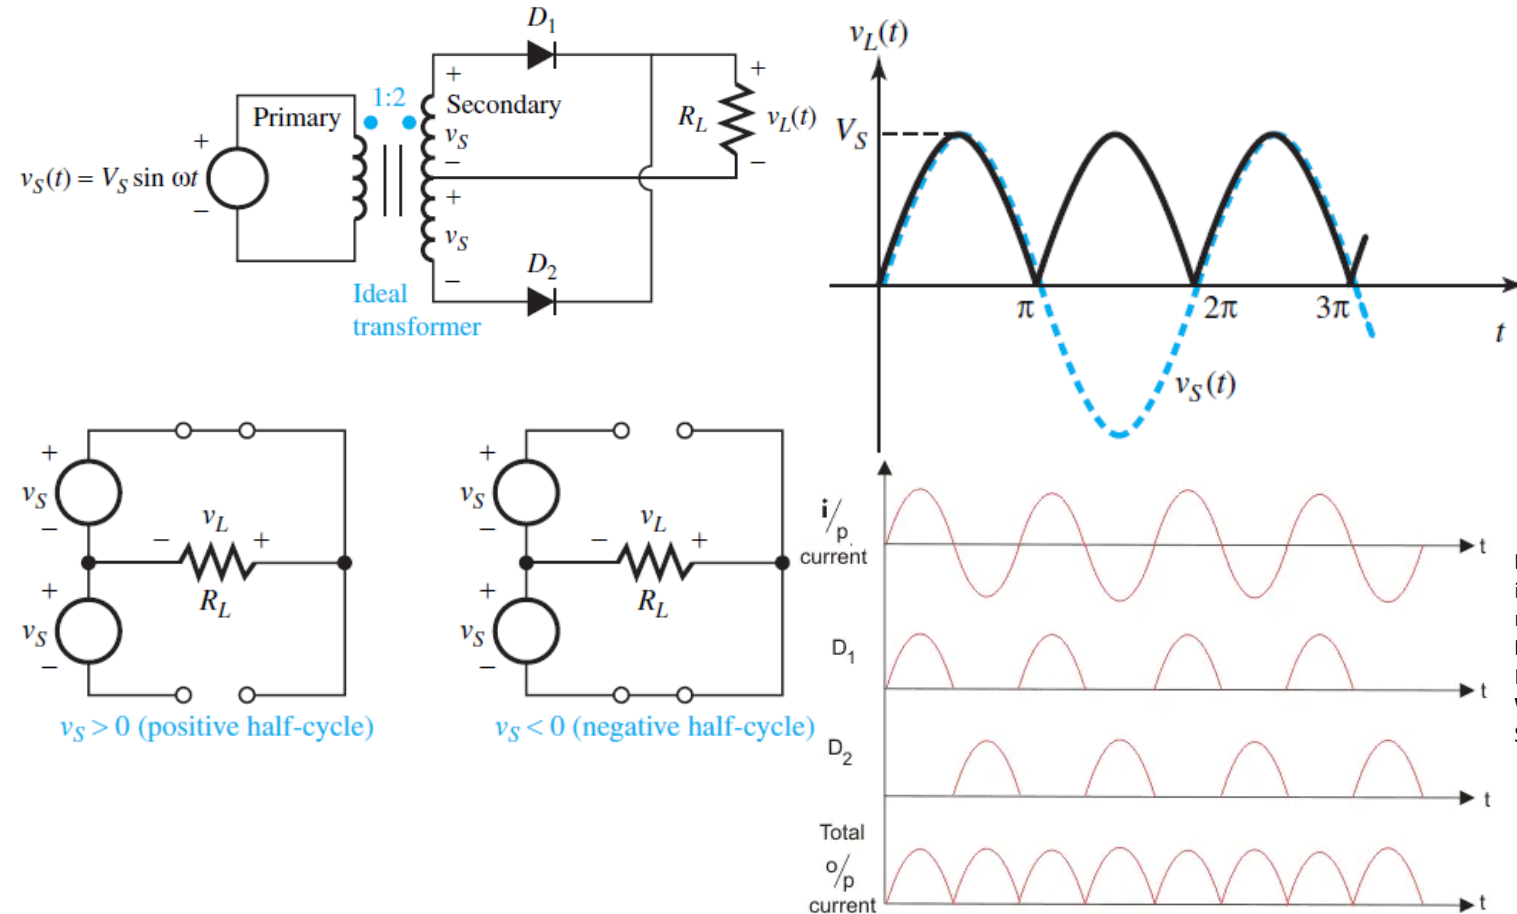 D1
1:2
Primary
+
Secondary
vS
−
+
vS(t) = VS sin ωt
−
+
vS
−
RL
+
vL(t)
−
D2
Ideal
transformer
vL(t)
VS
π
2π
3π
t
vS(t)
+
vS
−
− vL +
RL
+
vS
−
vS > 0 (positive half-cycle)
+
vS
−
− vL +
RL
+
vS
−
vS < 0 (negative half-cycle)
i/p
current
t
D1
t
D2
t
Total
o/p
current
t